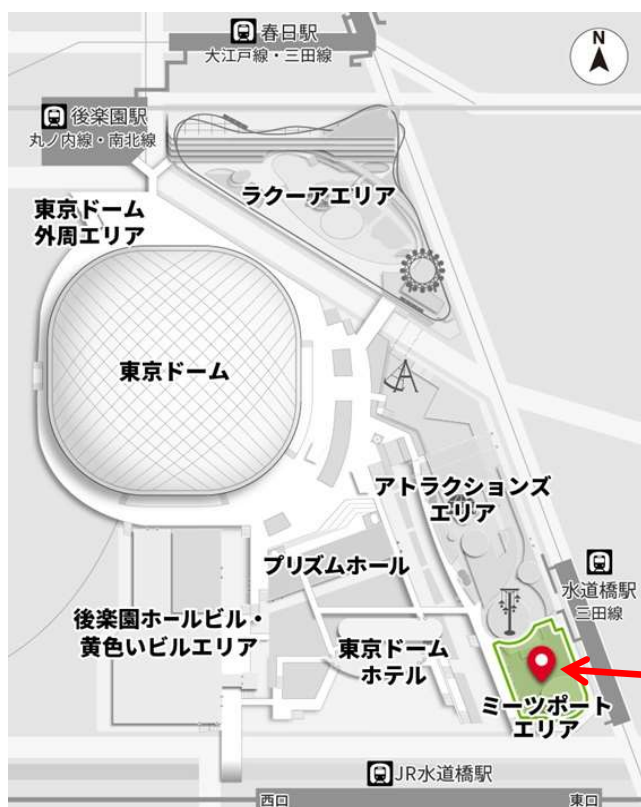 春日駅
大江戸線・三田線
N
後楽園駅
丸ノ内線・南北線
ラクーアエリア
東京ドーム
外周エリア
東京ドーム
アトラクションズ
エリア
プリズムホール
水道橋駅
三田線
後楽園ホールビル・
黄色いビルエリア
東京ドーム
ホテル
ミーツポート
エリア
JR水道橋駅
西口
東口